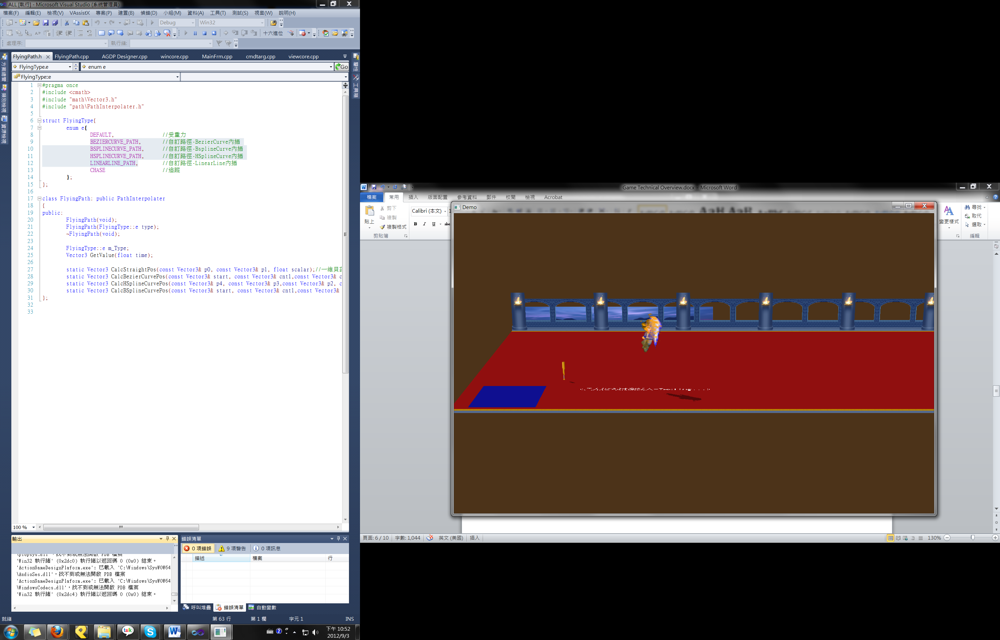 ALL [執行] - Microsoft Visual Studio (系統管理員)
檔案(F) 編輯(E) 檢視(V) VAssistX 專案(P) 建置(B) 偵錯(D) 小組(M) 資料(A) 工具(T) 測試(S) 視窗(W) 說明(H)
Debug Win32
十六進位
處理序: 執行緒:
FlyingPath.h FlyingPath.cpp AGDP Designer.cpp wincore.cpp MainFrm.cpp cmdtarg.cpp viewcore.cpp
FlyingType.e enum e Go
FlyingType::e
方案總管
類別檢視
資源檢視
屬性
工具箱
1 #pragma once
2 #include <cmath>
3 #include "math\Vector3.h"
4 #include "path\PathInterpolater.h"
5
6 struct FlyingType{
7 enum e{
8 DEFAULT, //受重力
9 BEZIERCURVE_PATH, //自訂路徑-BezierCurve內插
10 BSPLINECURVE_PATH, //自訂路徑-BsplineCurve內插
11 HSPLINECURVE_PATH, //自訂路徑-HSplineCurve內插
12 LINEARLINE_PATH, //自訂路徑-LinearLine內插
13 CHASE //追蹤
14 };
15 };
16
17 class FlyingPath: public PathInterpolater
18 {
19 public:
20 FlyingPath(void);
21 FlyingPath(FlyingType::e type);
22 ~FlyingPath(void);
23
24 FlyingType::e m_Type;
25 Vector3 GetValue(float time);
26
27 static Vector3 CalcStraightPos(const Vector3& p0, const Vector3& p1, float scalar);//一維貝
28 static Vector3 CalcBezierCurvePos(const Vector3& start, const Vector3& cnt1,const Vector3& c
29 static Vector3 CalcHSplineCurvePos(const Vector3& p4, const Vector3& p3,const Vector3& p2, c
30 static Vector3 CalcBSplineCurvePos(const Vector3& start, const Vector3& cnt1,const Vector3&
31 };
32
33
100 %
輸出
\plopsys.dll'，找不到或無法開啟 PDB 檔案
'Win32 執行緒' (0x2dc0) 執行緒以返回碼 0 (0x0) 結束。
'ActionGameDesignPlaform.exe': 已載入 'C:\Windows\SysWOW64
\AudioSes.dll'，找不到或無法開啟 PDB 檔案
'ActionGameDesignPlaform.exe': 已載入 'C:\Windows\SysWOW64
\WindowsCodecs.dll'，找不到或無法開啟 PDB 檔案
'Win32 執行緒' (0x2dc4) 執行緒以返回碼 0 (0x0) 結束。
錯誤清單
0 項錯誤 9 項警告 0 項訊息
描述 檔案 行
呼叫堆疊 錯誤清單 自動變數
就緒 第 63 行 第 1 欄 字元 1 INS
talk
下午 10:52
2012/9/3
Game Technical Overview.docx - Microsoft Word
檔案 常用 插入 版面配置 參考資料 郵件 校閱 檢視 Acrobat
貼上
剪下
複製
複製格式
剪貼簿
Calibri (本文)
B I U abc
變更樣式
尋找
取代
選取
編輯
Demo
頁面: 6 / 10 字數: 1,044 英文 (美國) 插入 130%